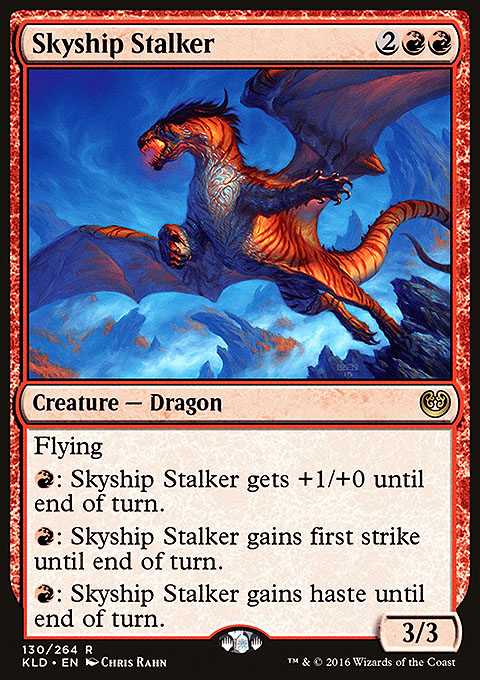 Skyship Stalker 2
Creature — Dragon
Flying
: Skyship Stalker gets +1/+0 until
end of turn.
: Skyship Stalker gains first strike
until end of turn.
: Skyship Stalker gains haste until
end of turn.
3/3
130/264 R
KLD • EN Chris Rahn
™ & © 2016 Wizards of the Coast